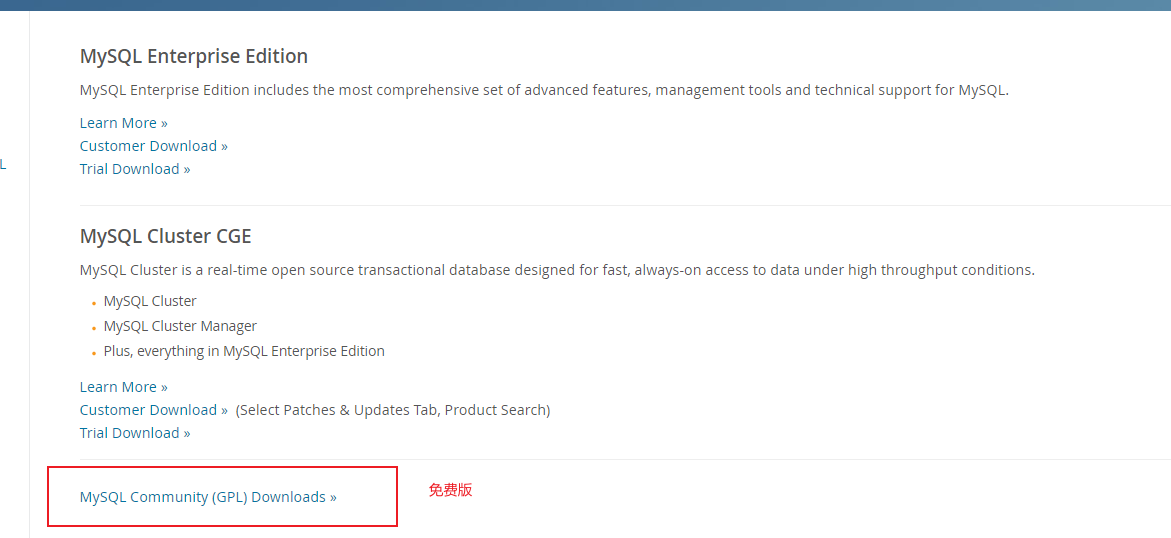 MySQL Enterprise Edition
MySQL Enterprise Edition includes the most comprehensive set of advanced features, management tools and technical support for MySQL.
Learn More »
Customer Download »
Trial Download »
L
MySQL Cluster CGE
MySQL Cluster is a real-time open source transactional database designed for fast, always-on access to data under high throughput conditions.
MySQL Cluster
MySQL Cluster Manager
Plus, everything in MySQL Enterprise Edition
Learn More »
Customer Download » (Select Patches & Updates Tab, Product Search)
Trial Download »
MySQL Community (GPL) Downloads » 免费版